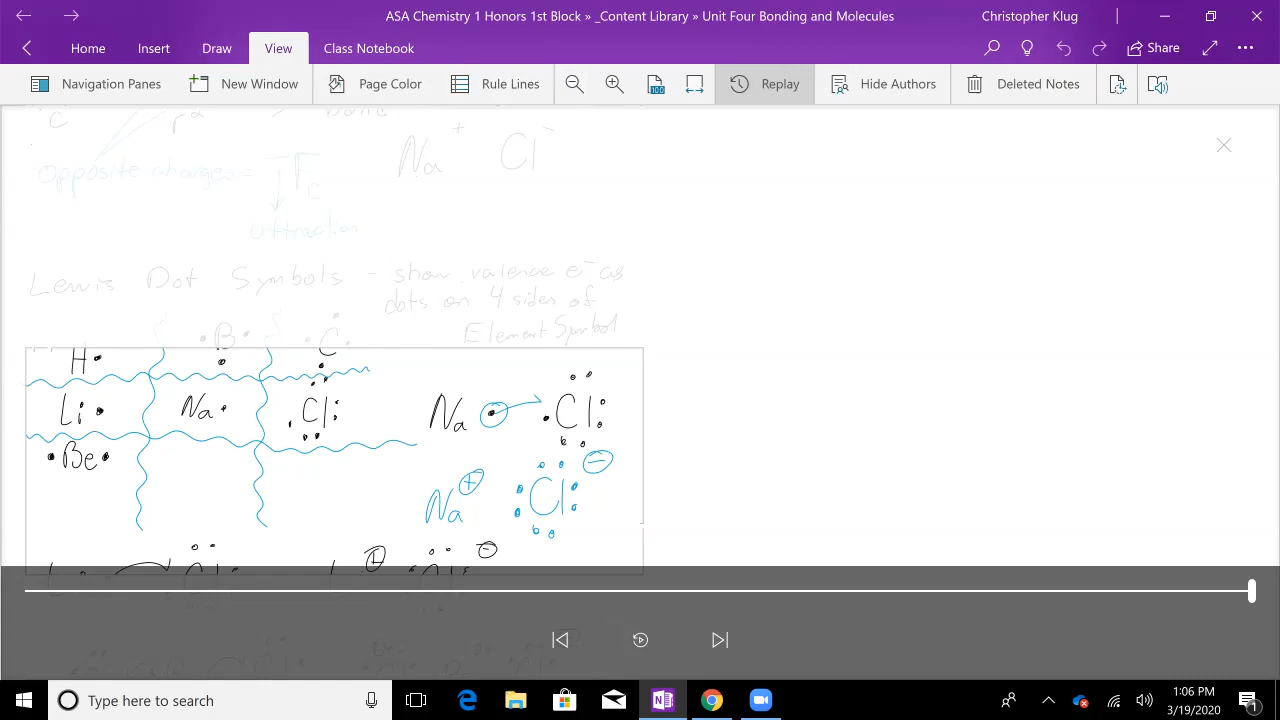 ASA Chemistry 1 Honors 1st Block » _Content Library » Unit Four Bonding and Molecules
Christopher Klug
Home Insert Draw View Class Notebook
Share
Navigation Panes New Window Page Color Rule Lines Replay Hide Authors Deleted Notes
Na + Cl -
opposite charges = F c
attraction
Lewis Dot Symbols - show valence e- as
dots on 4 sides of
Element Symbol
B C
H
Li Na Cl Na Cl
Be
Na + Cl -
1:06 PM
Type here to search
3/19/2020